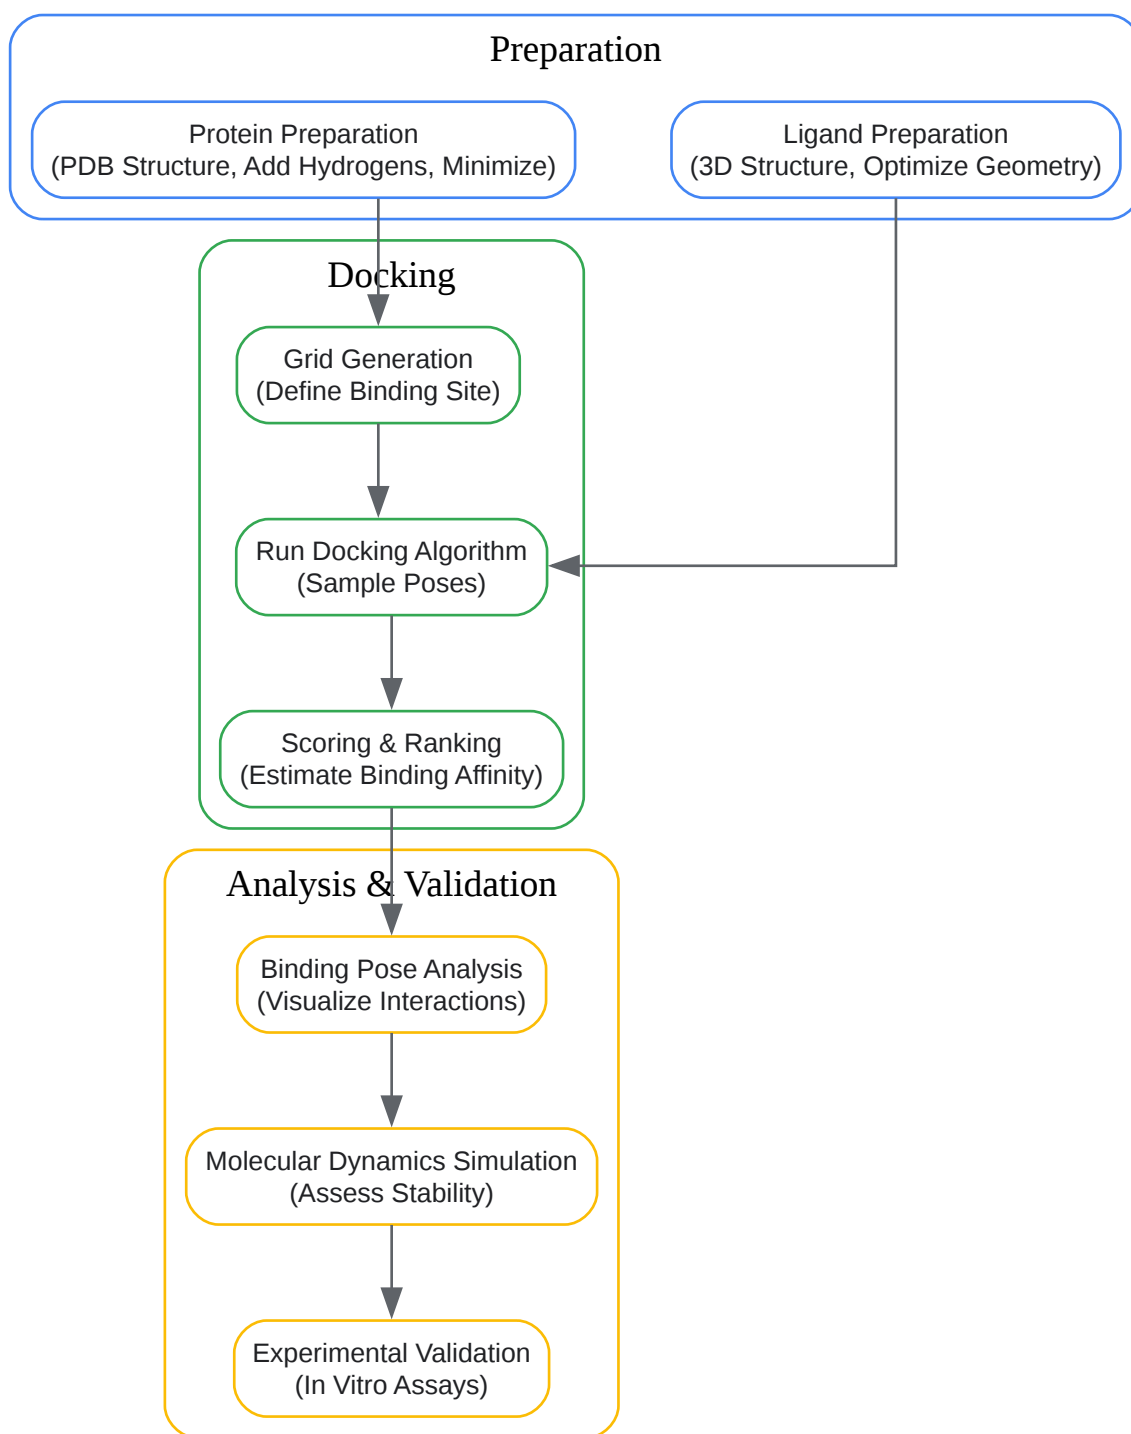 Preparation
Protein Preparation
(PDB Structure, Add Hydrogens, Minimize)
Ligand Preparation
(3D Structure, Optimize Geometry)
Docking
Grid Generation
(Define Binding Site)
Run Docking Algorithm
(Sample Poses)
Scoring & Ranking
(Estimate Binding Affinity)
Analysis & Validation
Binding Pose Analysis
(Visualize Interactions)
Molecular Dynamics Simulation
(Assess Stability)
Experimental Validation
(In Vitro Assays)